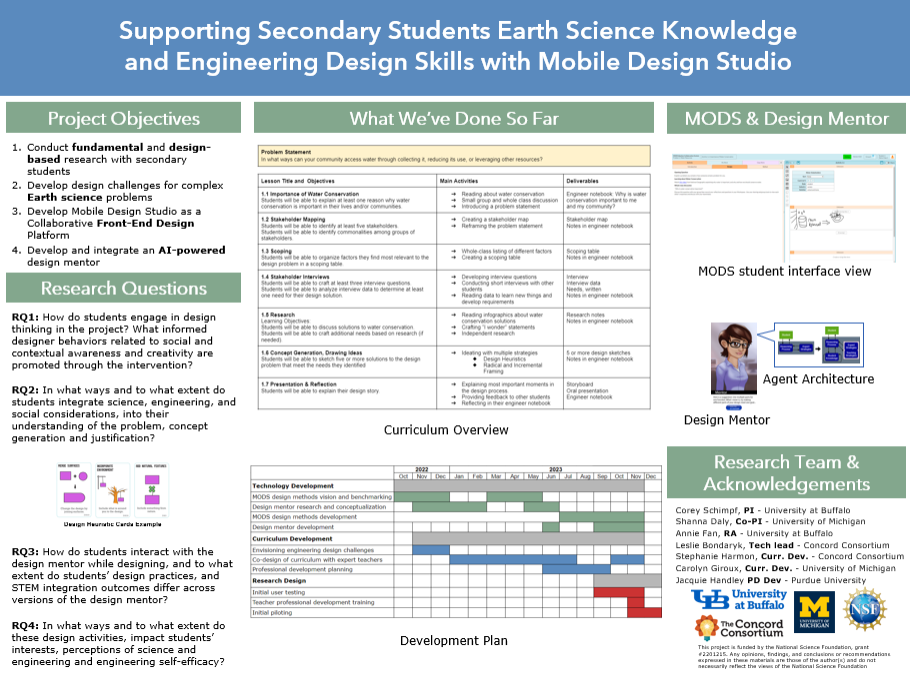 Supporting Secondary Students Earth Science Knowledge
and Engineering Design Skills with Mobile Design Studio
Project Objectives
1. Conduct fundamental and design-
based research with secondary
students
2. Develop design challenges for complex
Earth science problems
3. Develop Mobile Design Studio as a
Collaborative Front-End Design
Platform
4. Develop and integrate an AI-powered
design mentor
Research Questions
RQ1: How do students engage in design
thinking in the project? What informed
designer behaviors related to social and
contextual awareness and creativity are
promoted through the intervention?
RQ2: In what ways and to what extent do
students integrate science, engineering, and
social considerations, into their
understanding of the problem, concept
generation and justification?
Design Heuristic Cards Example
RQ3: How do students interact with the
design mentor while designing, and to what
extent do students' design practices, and
STEM integration outcomes differ across
versions of the design mentor?
RQ4: In what ways and to what extent do
these design activities, impact students'
interests, perceptions of science and
engineering and engineering self-efficacy?
What We've Done So Far
Problem Statement
In what ways can your community access water through collecting it, reducing its use, or leveraging other resources?
Lesson Title and Objectives
Main Activities
Deliverables
1.1 Importance of Water Conservation
Students will be able to explain at least one reason why water
conservation is important in their lives and/or communities.
➔ Reading about water conservation
➔ Small group and whole class discussion
➔ Introducing a problem statement
Engineer notebook: Why is
water conservation
important to me
and my community?
1.2 Stakeholder Mapping
Students will be able to identify at least five stakeholders.
Students will be able to identify commonalities among groups of
stakeholders.
➔ Creating a stakeholder map
➔ Reframing the problem statement
Stakeholder map
Notes in engineer notebook
1.3 Scoping
Students will be able to organize factors they find most relevant to the
design problem in a scoping table.
➔ Whole-class listing of different factors
➔ Creating a scoping table
Scoping table
Notes in engineer notebook
1.4 Stakeholder Interviews
Students will be able to craft at least three interview questions.
Students will be able to analyze interview data to determine at least
one need for their design solution.
➔ Developing interview questions
➔ Conducting short interviews with other
students
➔ Reading data to learn new things and
develop requirements
Interview
Interview data
Needs, written
Notes in engineer notebook
1.5 Research
Learning Objectives:
Students will be able to discuss solutions to water conservation.
Students will be able to craft additional needs based on research (if
needed).
➔ Reading infographics about water
conservation solutions
➔ Crafting "I wonder" statements
➔ Independent research
Research notes
Notes in engineer notebook
1.6 Concept Generation, Drawing Ideas
Students will be able to sketch five or more solutions to the design
problem that meet the needs they identified
➔ Ideating with multiple strategies
● Design Heuristics
● Radical and Incremental
Framing
5 or more design sketches
Notes in engineer notebook
1.7 Presentation & Reflection
Students will be able to explain their design story.
➔ Explaining most important moments in
the design process.
➔ Providing feedback to other students
➔ Reflecting in their engineer notebook
Storyboard
Oral presentation
Engineer notebook
Curriculum Overview
2022 2023
Oct Nov Dec Jan Feb Mar Apr May Jun Jul Aug Sep Oct Nov Dec
Technology Development
MODS design methods vision and benchmarking
Design mentor research and conceptualization
MODS design methods development
Design mentor development
Curriculum Development
Envisioning engineering design challenges
Co-design of curriculum with expert teachers
Professional development planning
Research Design
Initial user testing
Teacher professional development training
Initial piloting
Development Plan
MODS & Design Mentor
MODS student interface view
Agent Architecture
Design Mentor
Research Team &
Acknowledgements
Corey Schimpf, PI - University at Buffalo
Shanna Daly, Co-PI - University of Michigan
Annie Fan, RA - University at Buffalo
Leslie Bondaryk, Tech lead - Concord Consortium
Stephanie Harmon, Curr. Dev. - Concord Consortium
Carolyn Giroux, Curr. Dev. - University of Michigan
Jacquie Handley PD Dev - Purdue University
University
at Buffalo
The Concord
Consortium
M
UNIVERSITY OF
MICHIGAN
NSF
This project is funded by the National Science Foundation, grant
#2201215. Any opinions, findings, and conclusions or recommendations
expressed in these materials are those of the author(s) and do not
necessarily reflect the views of the National Science Foundation